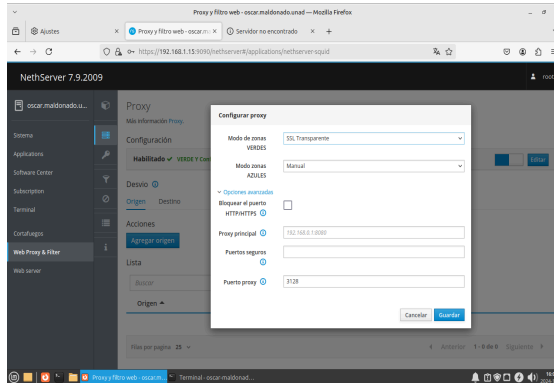 Proxy y filtro web - oscar.maldonado.unad — Mozilla Firefox
Ajustes
Proxy y filtro web - oscar.m
Servidor no encontrado
https://192.168.1.15:9090/nethserver#/applications/nethserver-squid
NethServer 7.9.2009
root
oscar.maldonado.u...
Sistema
Applications
Software Center
Subscription
Terminal
Cortafuegos
Web Proxy & Filter
Web server
Proxy
Más información Proxy.
Configuración
Habilitado ✔ VERDE Y
Editar
Desvío
Origen Destino
Acciones
Agregar origen
Lista
Buscar
Origen
Filas por pagina 25
Anterior 1 - 0 de 0 Siguiente
Configurar proxy
Modo de zonas VERDES
SSL Transparente
Modo zonas AZULES
Manual
Opciones avanzadas
Bloquear el puerto HTTP/HTTPS
Proxy principal
192.168.0.1:8080
Puertos seguros
Puerto proxy
3128
Cancelar Guardar
Proxy y filtro web - oscar.m...
Terminal - oscar-maldonad...